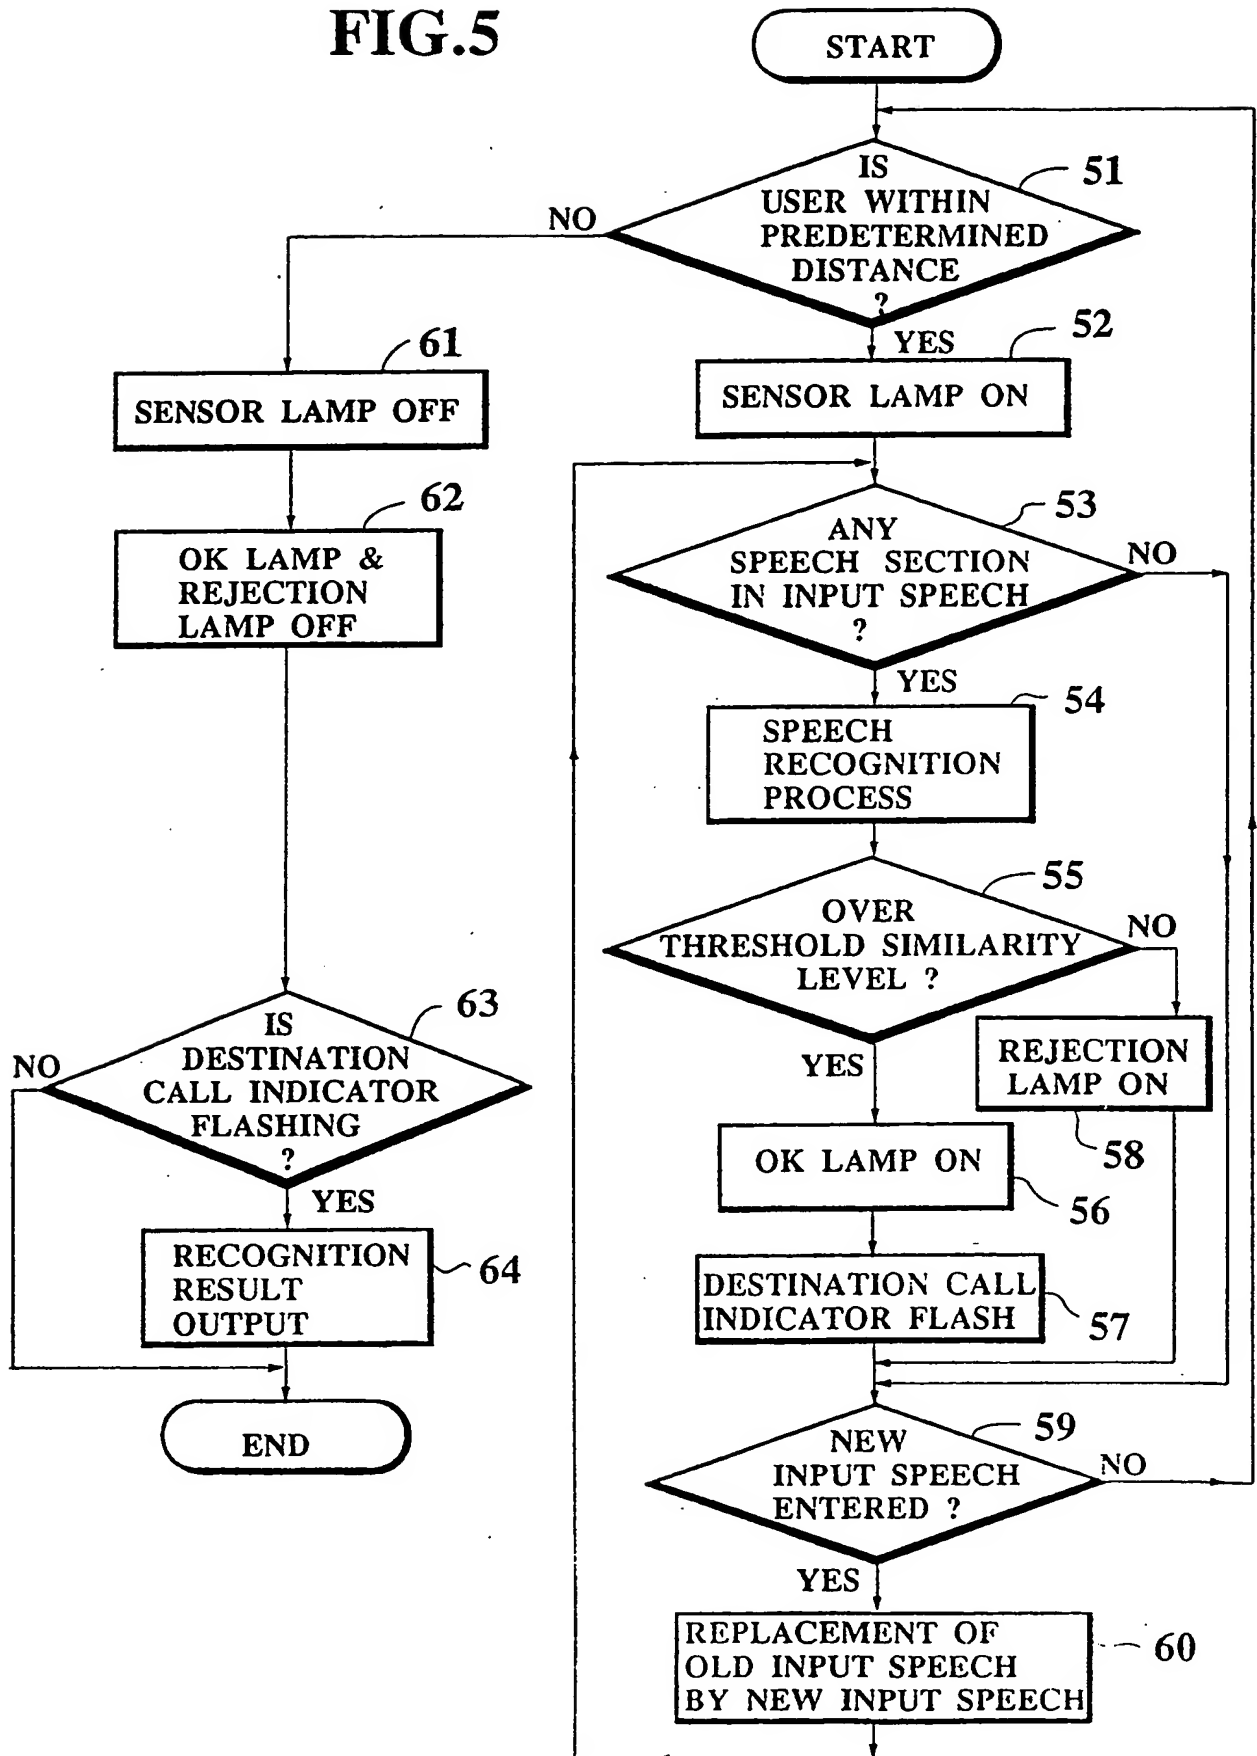 FIG.5
START
IS
USER WITHIN
PREDETERMINED
DISTANCE
?
51
NO
YES
52
SENSOR LAMP ON
61
SENSOR LAMP OFF
62
OK LAMP &
REJECTION
LAMP OFF
53
ANY
SPEECH SECTION
IN INPUT SPEECH
?
NO
YES
54
SPEECH
RECOGNITION
PROCESS
55
OVER
THRESHOLD SIMILARITY
LEVEL ?
NO
YES
REJECTION
LAMP ON
58
OK LAMP ON
56
DESTINATION CALL
INDICATOR FLASH
57
63
IS
DESTINATION
CALL INDICATOR
FLASHING
?
NO
YES
RECOGNITION
RESULT
OUTPUT
64
END
59
NEW
INPUT SPEECH
ENTERED ?
NO
YES
REPLACEMENT OF
OLD INPUT SPEECH
BY NEW INPUT SPEECH
60